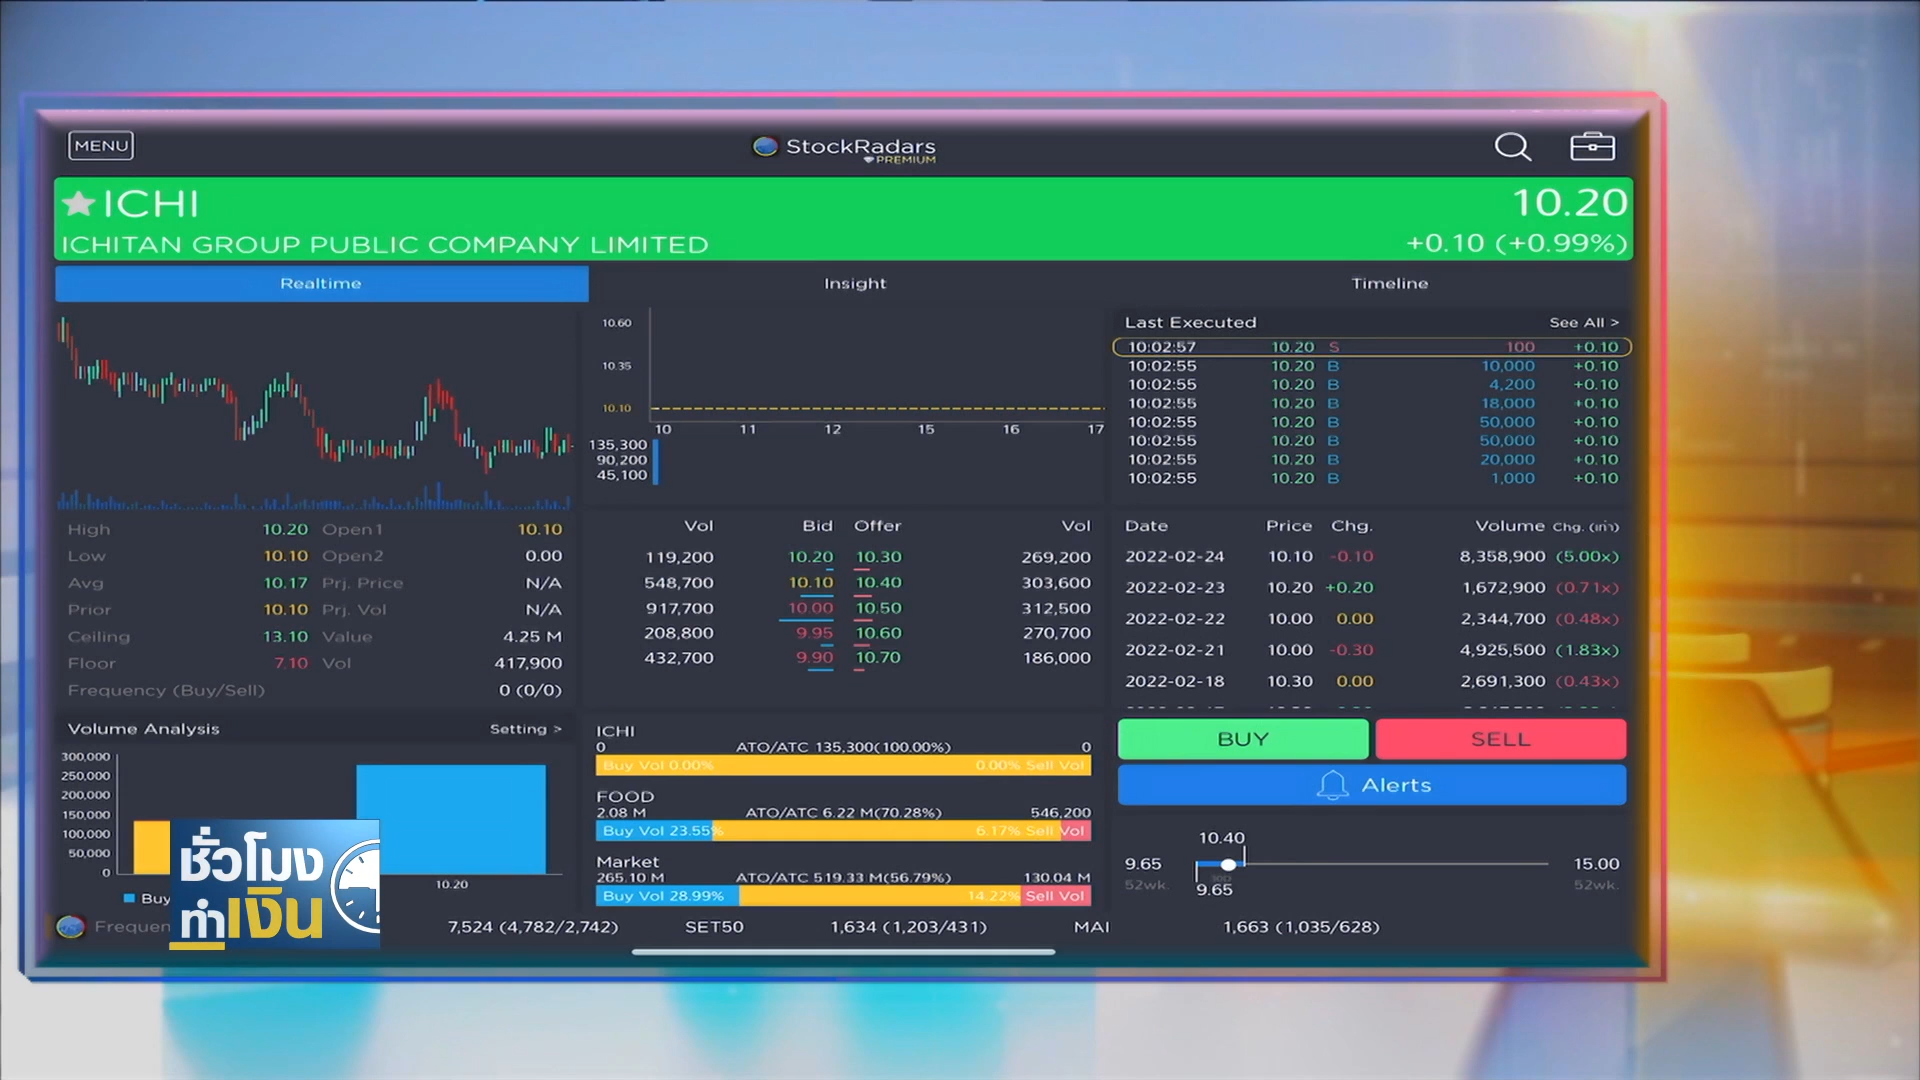 MENU
StockRadars
PREMIUM
ICHI 10.20
ICHITAN GROUP PUBLIC COMPANY LIMITED +0.10 (+0.99%)
Realtime Insight Timeline
10.60
10.35
10.10
10 11 12 15 16 17
135,300
90,200
45,100
Last Executed See All >
10:02:57 10.20 S 100 +0.10
10:02:55 10.20 B 10,000 +0.10
10:02:55 10.20 B 4,200 +0.10
10:02:55 10.20 B 18,000 +0.10
10:02:55 10.20 B 50,000 +0.10
10:02:55 10.20 B 50,000 +0.10
10:02:55 10.20 B 20,000 +0.10
10:02:55 10.20 B 1,000 +0.10
High 10.20 Open1 10.10
Low 10.10 Open2 0.00
Avg 10.17 Prj. Price N/A
Prior 10.10 Prj. Vol N/A
Ceiling 13.10 Value 4.25 M
Floor 7.10 Vol 417,900
Frequency (Buy/Sell) 0 (0/0)
Vol Bid Offer Vol
119,200 10.20 10.30 269,200
548,700 10.10 10.40 303,600
917,700 10.00 10.50 312,500
208,800 9.95 10.60 270,700
432,700 9.90 10.70 186,000
Date Price Chg. Volume Chg. (เท่า)
2022-02-24 10.10 -0.10 8,358,900 (5.00x)
2022-02-23 10.20 +0.20 1,672,900 (0.71x)
2022-02-22 10.00 0.00 2,344,700 (0.48x)
2022-02-21 10.00 -0.30 4,925,500 (1.83x)
2022-02-18 10.30 0.00 2,691,300 (0.43x)
Volume Analysis Setting >
300,000
250,000
200,000
150,000
100,000
50,000
0
10.20
Buy
ICHI
0 ATO/ATC 135,300(100.00%) 0
Buy Vol 0.00% 0.00% Sell Vol
FOOD
2.08 M ATO/ATC 6.22 M(70.28%) 546,200
Buy Vol 23.55% 6.17% Sell Vol
Market
265.10 M ATO/ATC 519.33 M(56.79%) 130.04 M
Buy Vol 28.99% 14.22% Sell Vol
BUY SELL
Alerts
10.40
9.65 15.00
52wk. 52wk.
9.65
ชั่วโมง
ทำเงิน
Frequen 7,524 (4,782/2,742) SET50 1,634 (1,203/431) MAI 1,663 (1,035/628)